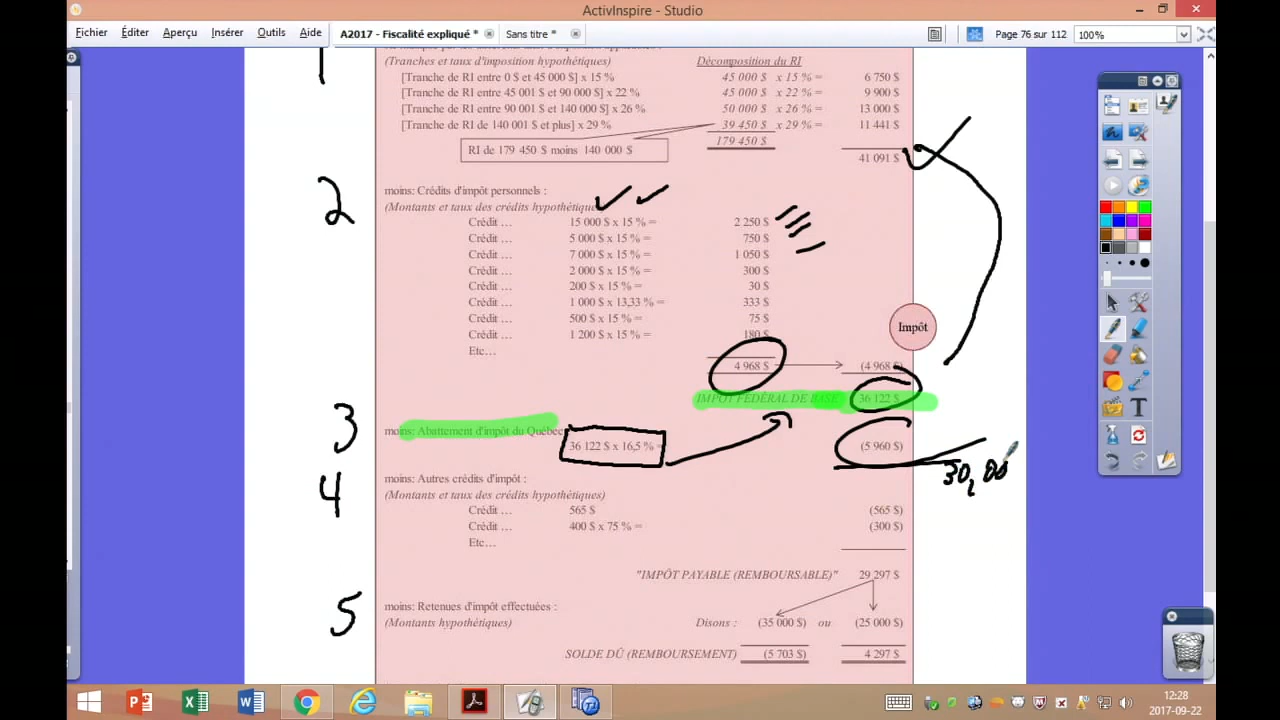 ActivInspire - Studio
Fichier Éditer Aperçu Insérer Outils Aide
A2017 - Fiscalité expliqué * Sans titre * Page 76 sur 112 100%
1
(Tranches et taux d'imposition hypothétiques) Décomposition du RI
[Tranche de RI entre 0 $ et 45 000 $] x 15 % 45 000 $ x 15 % = 6 750 $
[Tranche de RI entre 45 001 $ et 90 000 $] x 22 % 45 000 $ x 22 % = 9 900 $
[Tranche de RI entre 90 001 $ et 140 000 $] x 26 % 50 000 $ x 26 % = 13 000 $
[Tranche de RI de 140 001 $ et plus] x 29 % 39 450 $ x 29 % = 11 441 $
179 450 $
RI de 179 450 $ moins 140 000 $
41 091 $
2
moins: Crédits d'impôt personnels :
(Montants et taux des crédits hypothétique
Crédit ... 15 000 $ x 15 % = 2 250 $
Crédit ... 5 000 $ x 15 % = 750 $
Crédit ... 7 000 $ x 15 % = 1 050 $
Crédit ... 2 000 $ x 15 % = 300 $
Crédit ... 200 $ x 15 % = 30 $
Crédit ... 1 000 $ x 13,33 % = 333 $
Crédit ... 500 $ x 15 % = 75 $
Crédit ... 1 200 $ x 15 % = 180 $
Impôt
Etc...
4 968 $ (4 968 $)
IMPÔT FÉDÉRAL DE BASE 36 122 $
3
moins: Abattement d'impôt du Québec
36 122 $ x 16,5 % = (5 960 $)
30,00
4
moins: Autres crédits d'impôt :
(Montants et taux des crédits hypothétiques)
Crédit ... 565 $ (565 $)
Crédit ... 400 $ x 75 % = (300 $)
Etc...
"IMPÔT PAYABLE (REMBOURSABLE)" 29 297 $
5
moins: Retenues d'impôt effectuées :
(Montants hypothétiques) Disons : (35 000 $) ou (25 000 $)
SOLDE DÛ (REMBOURSEMENT) (5 703 $) 4 297 $
12:28
2017-09-22